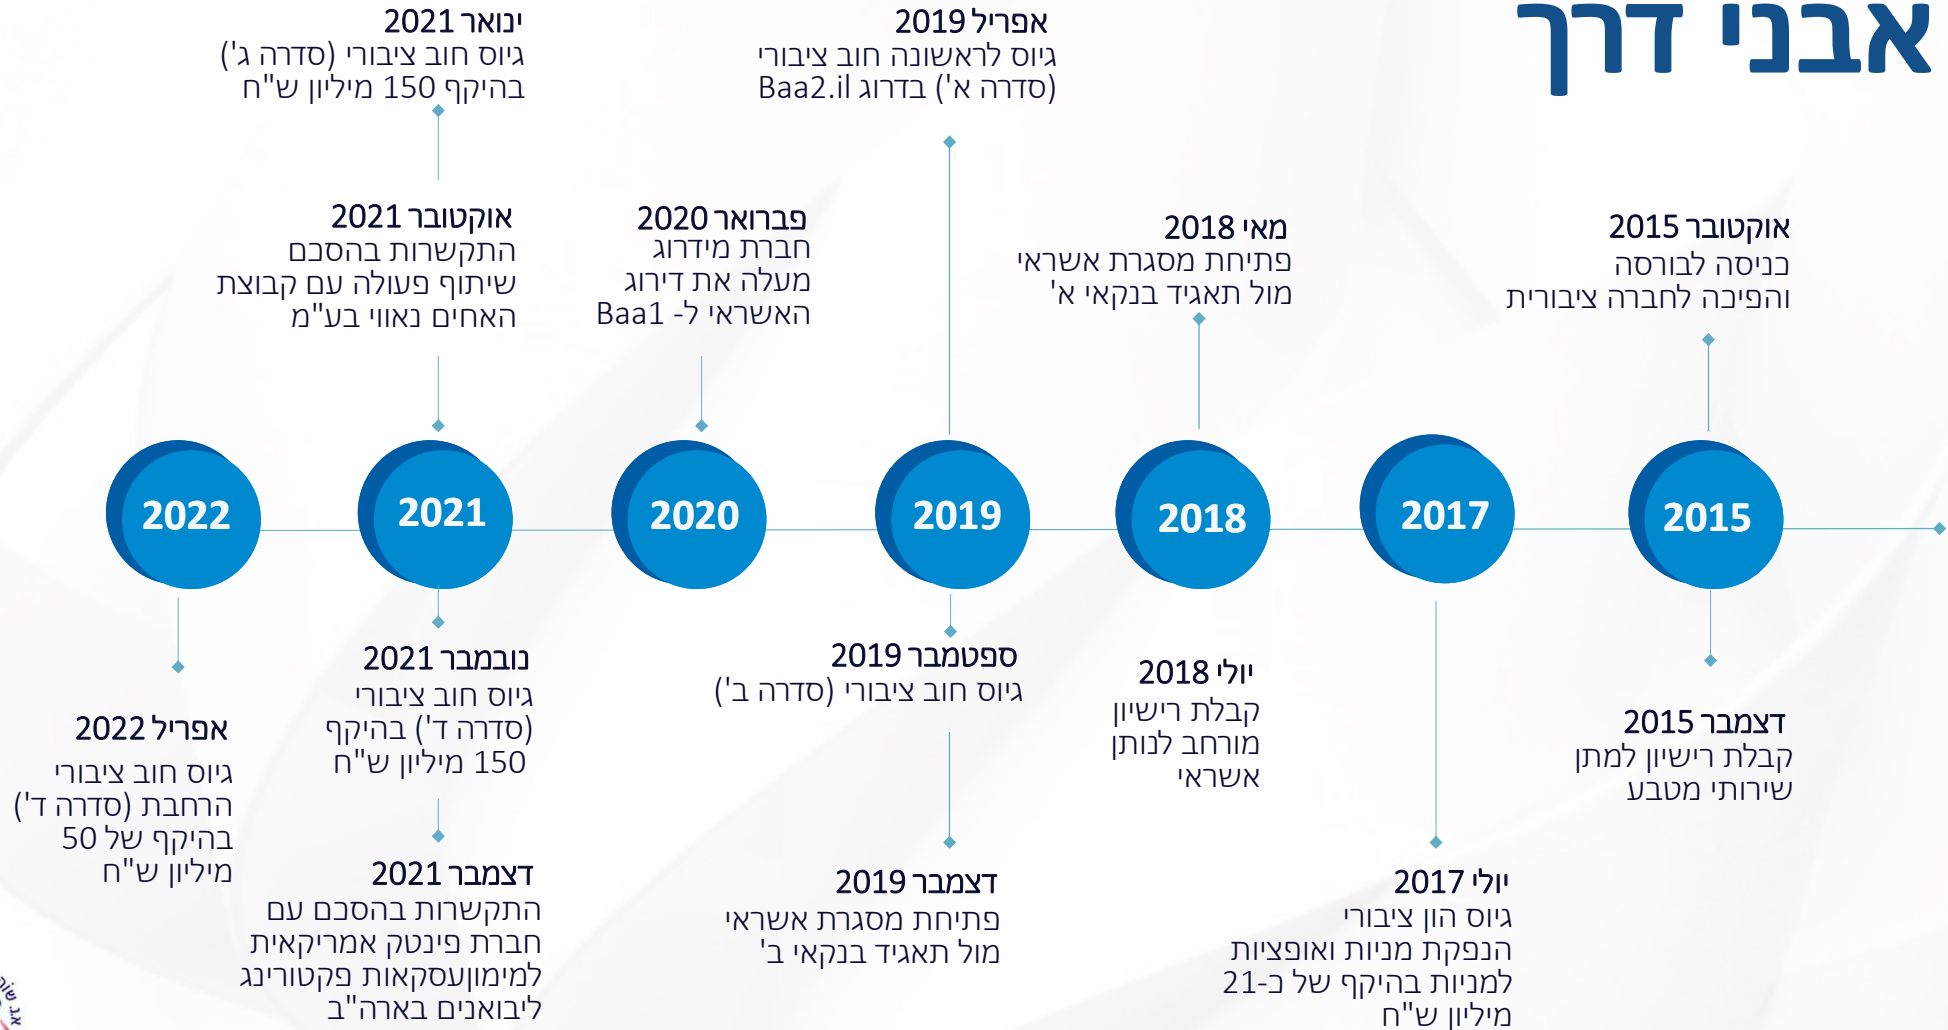 אבני דרך
אוקטובר 2015
כניסה לבורסה
והפיכה לחברה ציבורית
2015
דצמבר 2015
קבלת רישיון למתן
שירותי מטבע
2017
יולי 2017
גיוס הון ציבורי
הנפקת מניות ואופציות
למניות בהיקף של כ-21
מיליון ש"ח
מאי 2018
פתיחת מסגרת אשראי
מול תאגיד בנקאי א'
2018
יולי 2018
קבלת רישיון
מורחב לנותן
אשראי
אפריל 2019
גיוס לראשונה חוב ציבורי
(סדרה א') בדרוג Baa2.il
2019
ספטמבר 2019
גיוס חוב ציבורי (סדרה ב')
דצמבר 2019
פתיחת מסגרת אשראי
מול תאגיד בנקאי ב'
פברואר 2020
חברת מידרוג
מעלה את דירוג
האשראי ל- Baa1
2020
ינואר 2021
גיוס חוב ציבורי (סדרה ג')
בהיקף 150 מיליון ש"ח
אוקטובר 2021
התקשרות בהסכם
שיתוף פעולה עם קבוצת
האחים נאווי בע"מ
2021
נובמבר 2021
גיוס חוב ציבורי
(סדרה ד') בהיקף
150 מיליון ש"ח
דצמבר 2021
התקשרות בהסכם עם
חברת פינטק אמריקאית
למימוןעסקאות פקטורינג
ליבואנים בארה"ב
2022
אפריל 2022
גיוס חוב ציבורי
הרחבת (סדרה ד')
בהיקף של 50
מיליון ש"ח